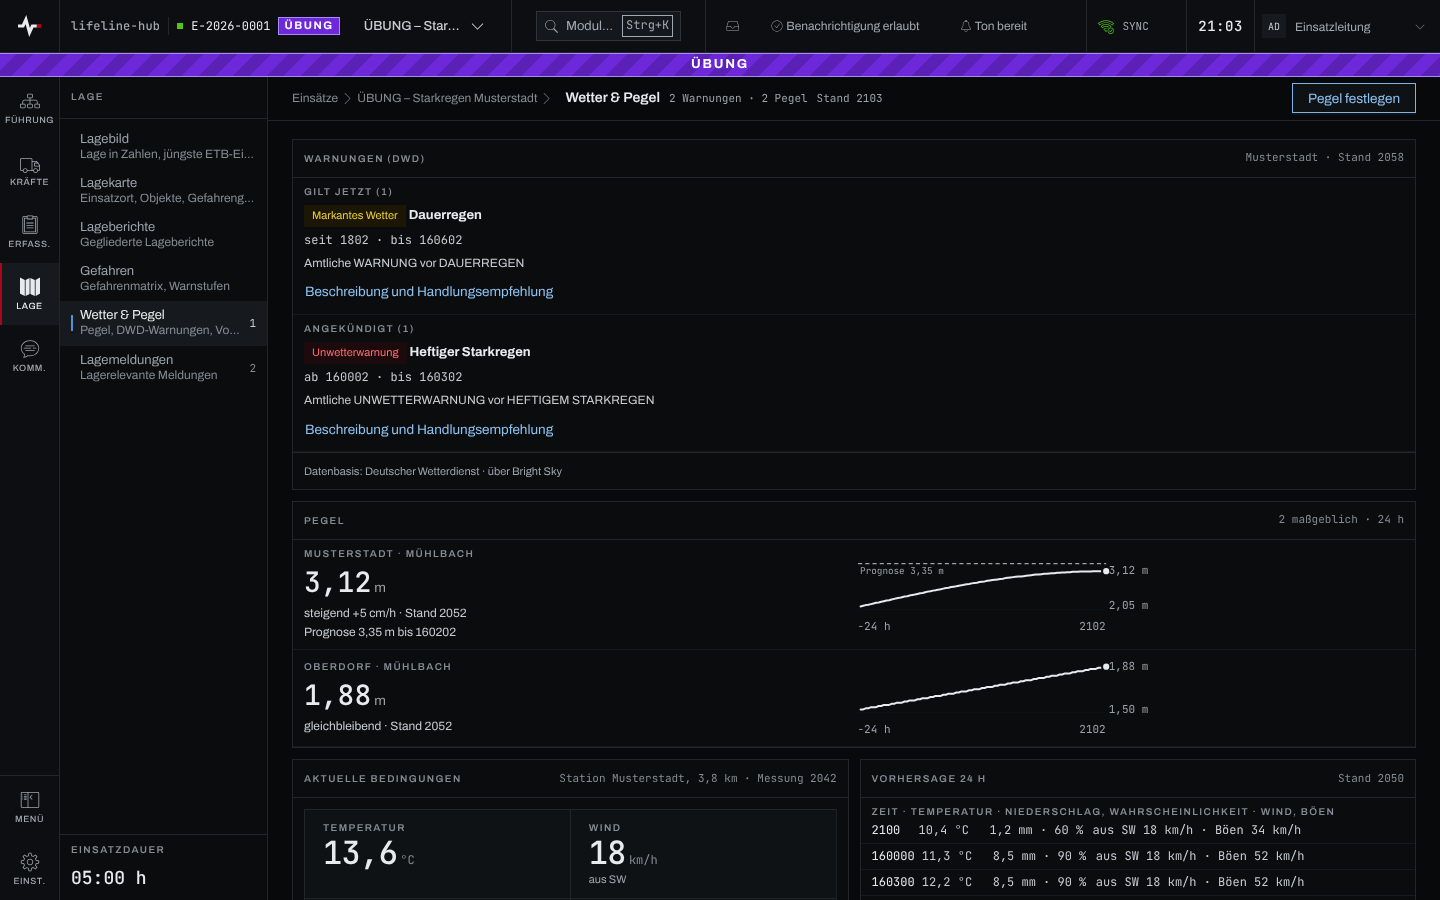 lifeline-hub E-2026-0001 ÜBUNG ÜBUNG – Star... Modul... Strg+K Benachrichtigung erlaubt Ton bereit SYNC 21:03 AD Einsatzleitung
ÜBUNG
FÜHRUNG
KRÄFTE
ERFASS.
LAGE
KOMM.
MENÜ
EINST.
LAGE
Lagebild
Lage in Zahlen, jüngste ETB-Ei...
Lagekarte
Einsatzort, Objekte, Gefahreng...
Lageberichte
Gegliederte Lageberichte
Gefahren
Gefahrenmatrix, Warnstufen
Wetter & Pegel
Pegel, DWD-Warnungen, Vo... 1
Lagemeldungen
Lagerelevante Meldungen 2
EINSATZDAUER
05:00 h
Einsätze ÜBUNG – Starkregen Musterstadt Wetter & Pegel 2 Warnungen · 2 Pegel Stand 2103 Pegel festlegen
WARNUNGEN (DWD) Musterstadt · Stand 2058
GILT JETZT (1)
Markantes Wetter Dauerregen
seit 1802 · bis 160602
Amtliche WARNUNG vor DAUERREGEN
Beschreibung und Handlungsempfehlung
ANGEKÜNDIGT (1)
Unwetterwarnung Heftiger Starkregen
ab 160002 · bis 160302
Amtliche UNWETTERWARNUNG vor HEFTIGEM STARKREGEN
Beschreibung und Handlungsempfehlung
Datenbasis: Deutscher Wetterdienst · über Bright Sky
PEGEL 2 maßgeblich · 24 h
MUSTERSTADT · MÜHLBACH
3,12 m
steigend +5 cm/h · Stand 2052
Prognose 3,35 m bis 160202
Prognose 3,35 m
3,12 m
2,05 m
-24 h 2102
OBERDORF · MÜHLBACH
1,88 m
gleichbleibend · Stand 2052
1,88 m
1,50 m
-24 h 2102
AKTUELLE BEDINGUNGEN Station Musterstadt, 3,8 km · Messung 2042
TEMPERATUR
13,6 °C
WIND
18 km/h
aus SW
VORHERSAGE 24 H Stand 2050
ZEIT · TEMPERATUR · NIEDERSCHLAG, WAHRSCHEINLICHKEIT · WIND, BÖEN
2100 10,4 °C 1,2 mm · 60 % aus SW 18 km/h · Böen 34 km/h
160000 11,3 °C 8,5 mm · 90 % aus SW 18 km/h · Böen 52 km/h
160300 12,2 °C 8,5 mm · 90 % aus SW 18 km/h · Böen 52 km/h